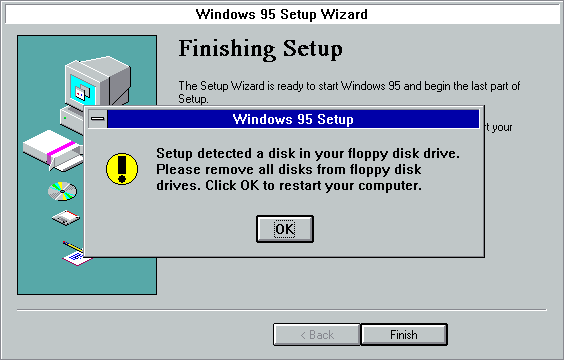 Windows 95 Setup Wizard
Finishing Setup
The Setup Wizard is ready to start Windows 95 and begin the last part of
Setup.
t your
Windows 95 Setup
Setup detected a disk in your floppy disk drive.
Please remove all disks from floppy disk
drives. Click OK to restart your computer.
OK
< Back
Finish